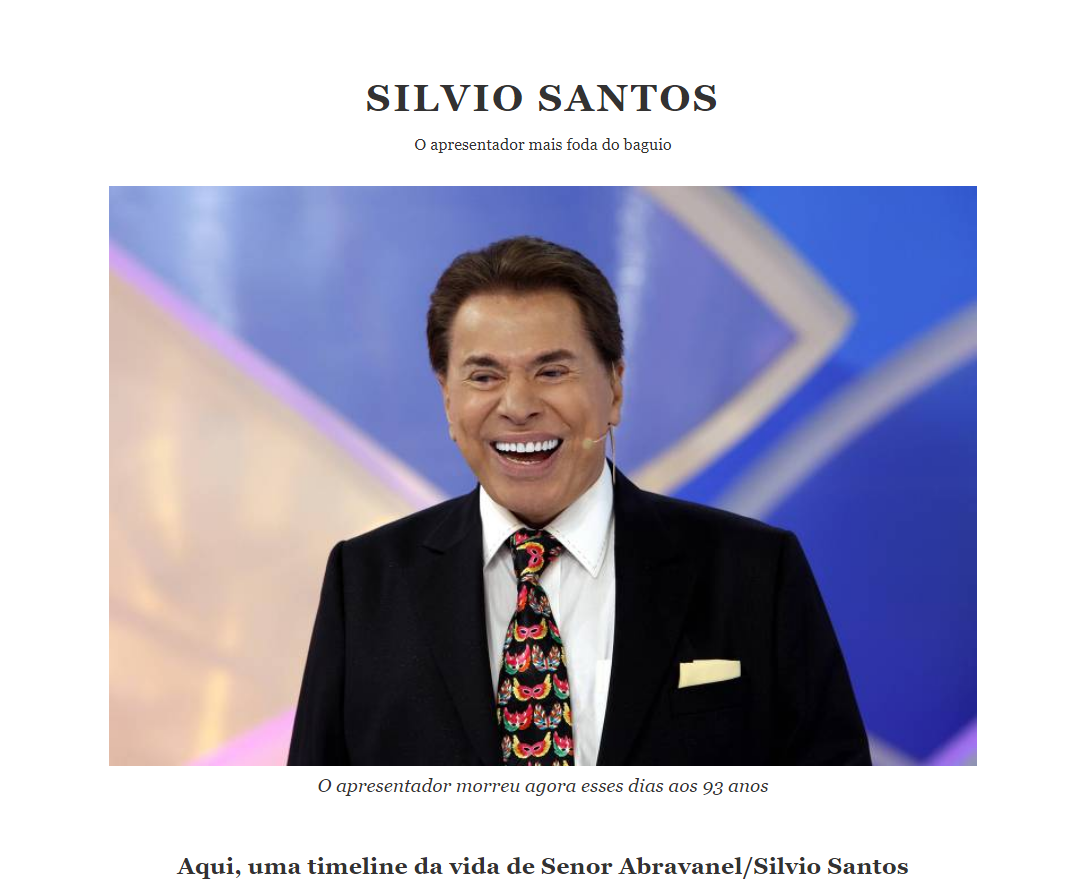 SILVIO SANTOS
O apresentador mais foda do baguio
O apresentador morreu agora esses dias aos 93 anos
Aqui, uma timeline da vida de Senor Abravanel/Silvio Santos